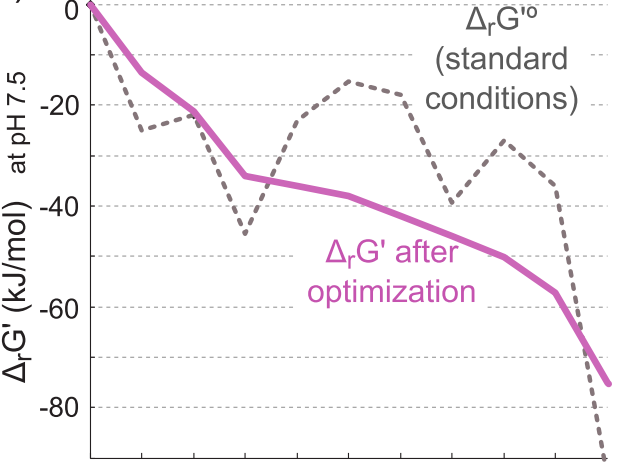 0
-20
-40
-60
-80
ΔrG' (kJ/mol) at pH 7.5
ΔrG'º
(standard
conditions)
ΔrG' after
optimization